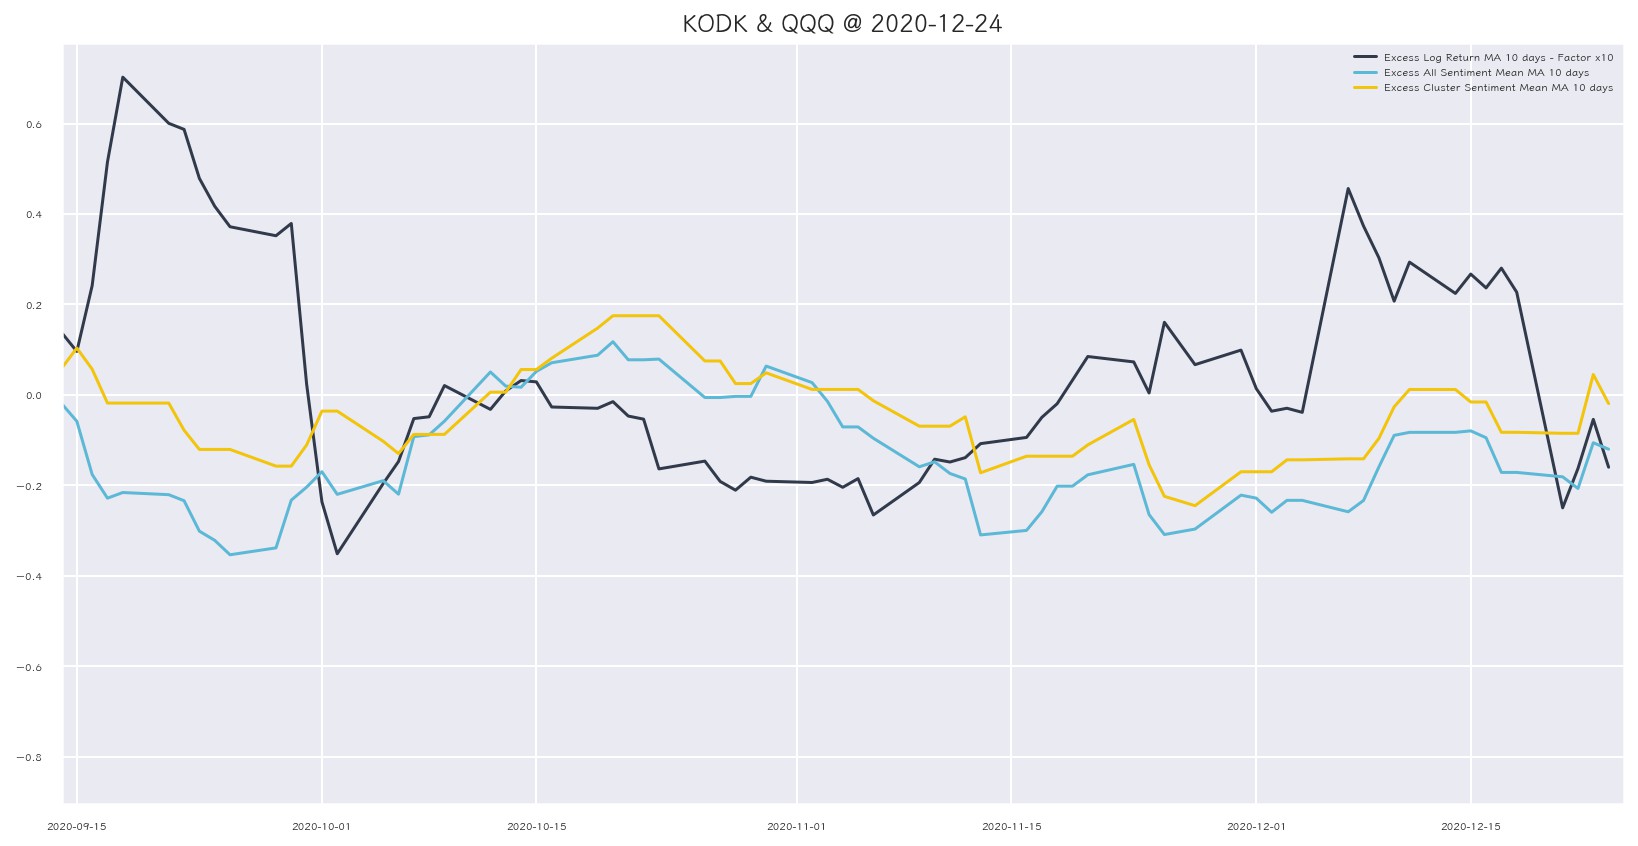 KODK & QQQ @ 2020-12-24
Excess Log Return MA 10 days - Factor x10
Excess All Sentiment Mean MA 10 days
Excess Cluster Sentiment Mean MA 10 days
0.6
0.4
0.2
0.0
−0.2
−0.4
−0.6
−0.8
2020-09-15 2020-10-01 2020-10-15 2020-11-01 2020-11-15 2020-12-01 2020-12-15